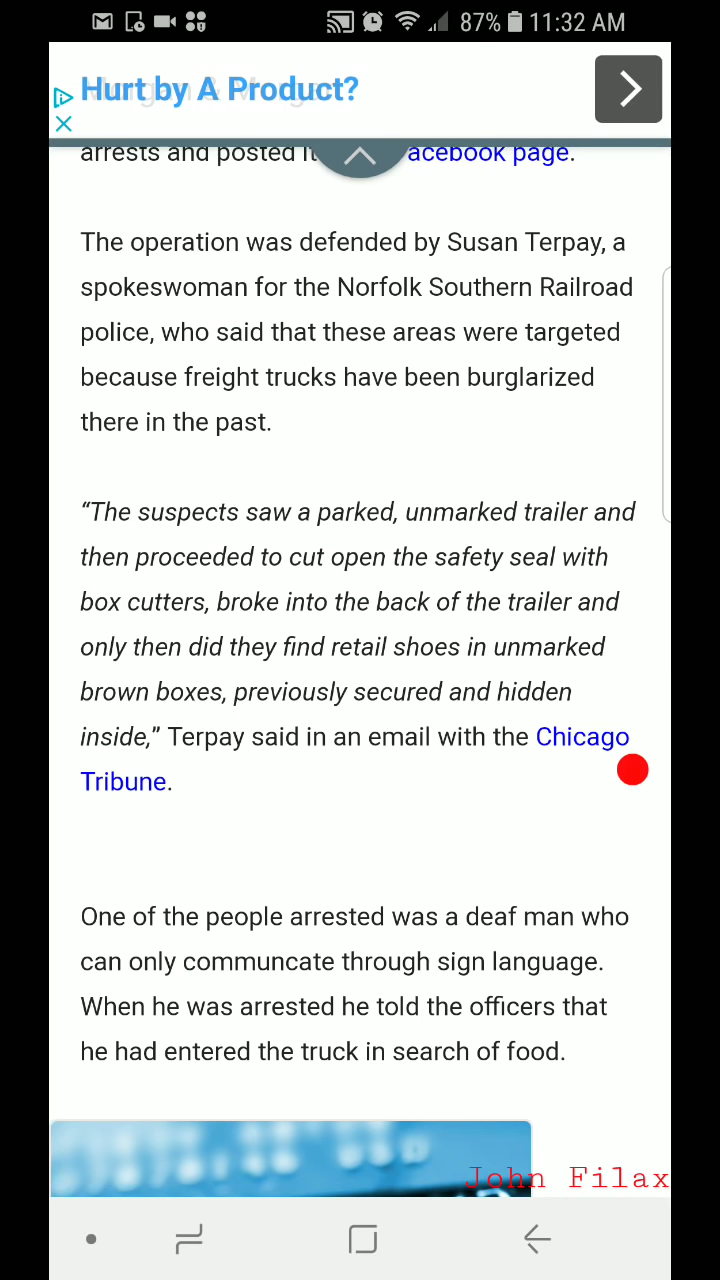 87% 11:32 AM
Hurt by A Product?
arrests and posted it acebook page.
The operation was defended by Susan Terpay, a
spokeswoman for the Norfolk Southern Railroad
police, who said that these areas were targeted
because freight trucks have been burglarized
there in the past.
“The suspects saw a parked, unmarked trailer and
then proceeded to cut open the safety seal with
box cutters, broke into the back of the trailer and
only then did they find retail shoes in unmarked
brown boxes, previously secured and hidden
inside,” Terpay said in an email with the Chicago
Tribune.
One of the people arrested was a deaf man who
can only communcate through sign language.
When he was arrested he told the officers that
he had entered the truck in search of food.
John Filax